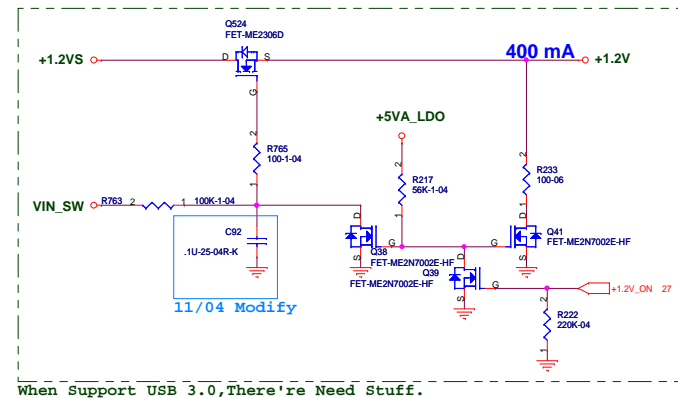 Q524
FET-ME2306D
+1.2VS
D
S
400 mA
+1.2V
G
+5VA_LDO
2
R765
100-1-04
1
2
R217
56K-1-04
1
2
R233
100-06
1
VIN_SW
R763
2
1
100K-1-04
C92
.1U-25-04R-K
11/04 Modify
D
G
S
Q38
FET-ME2N7002E-HF
D
G
S
Q41
FET-ME2N7002E-HF
Q39
FET-ME2N7002E-HF
D
G
S
+1.2V_ON 27
2
R222
220K-04
1
When Support USB 3.0,There're Need Stuff.